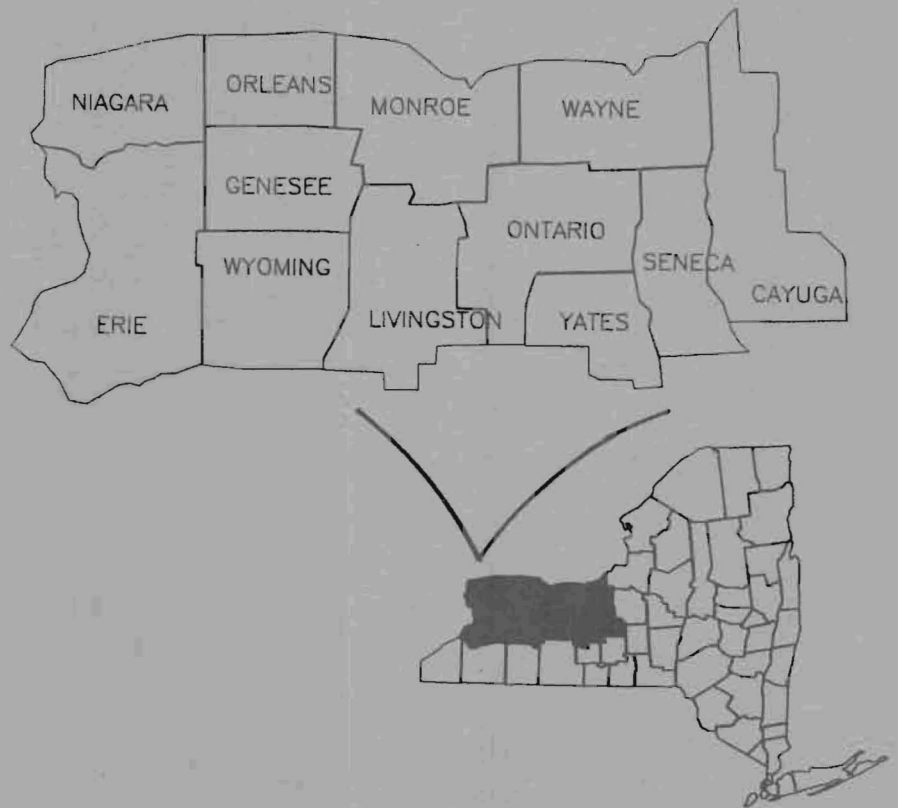 NIAGARA
ORLEANS
MONROE
WAYNE
GENESEE
ONTARIO
WYOMING
SENECA
CAYUGA
ERIE
LIVINGSTON
YATES